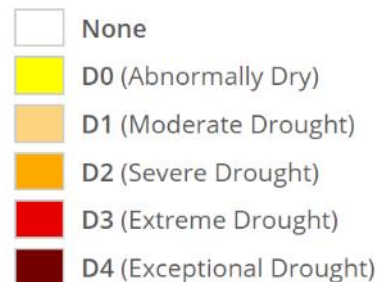 None
D0 (Abnormally Dry)
D1 (Moderate Drought)
D2 (Severe Drought)
D3 (Extreme Drought)
D4 (Exceptional Drought)